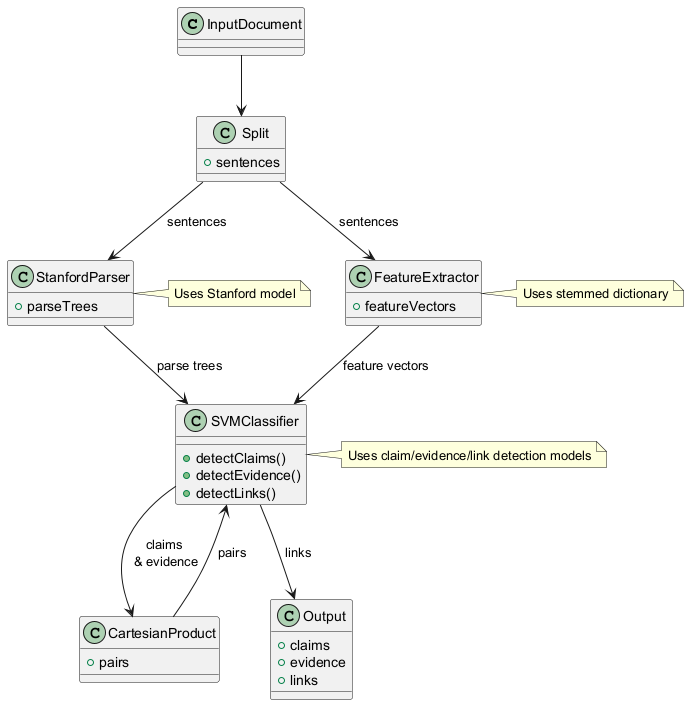 C InputDocument
C Split
sentences
sentences
sentences
C StanfordParser
parseTrees
Uses Stanford model
C FeatureExtractor
featureVectors
Uses stemmed dictionary
parse trees
feature vectors
C SVMClassifier
detectClaims()
detectEvidence()
detectLinks()
Uses claim/evidence/link detection models
claims
& evidence
pairs
links
C CartesianProduct
pairs
C Output
claims
evidence
links